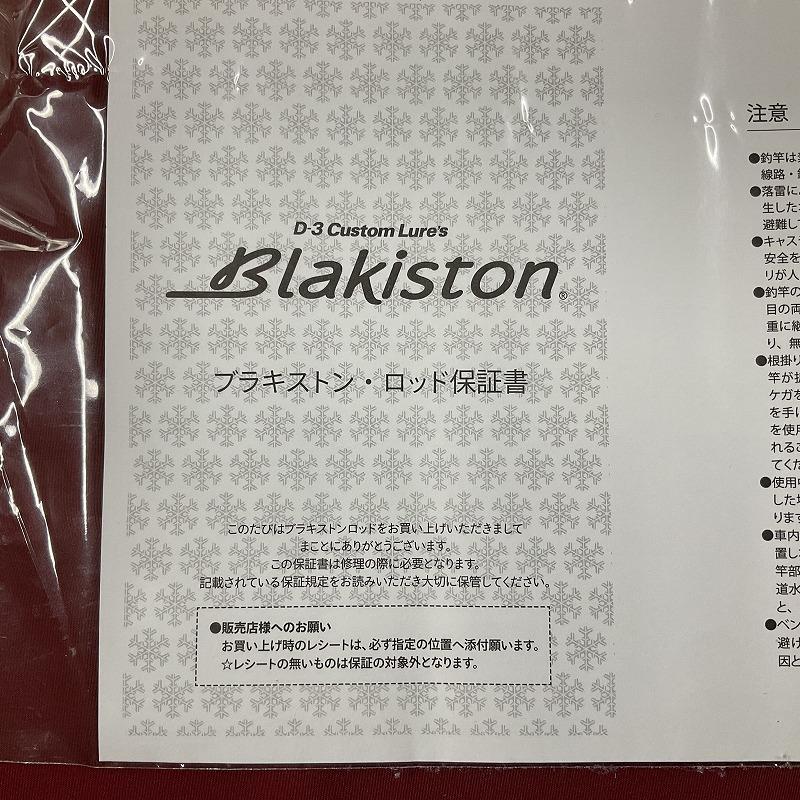 D-3 Custom Lure's
Blakiston®
ブラキストン・ロッド保証書
このたびはブラキストンロッドをお買い上げいただきまして
まことにありがとうございます。
この保証書は修理の際に必要となります。
記載されている保証規定をお読みいただき大切に保管してください。
●販売店様へのお願い
お買い上げ時のレシートは、必ず指定の位置へ添付願います。
☆レシートの無いものは保証の対象外となります。
注意
●釣竿は
線路・
●落雷に
生した
避難し
●キャス
安全を
リが人
●釣竿の
目の両
重に継
り、無
●根掛り
竿が
ケガを
を手に
を使用
れるこ
てくだ
●使用中
した
ります
●車内
置し
竿部
道水
と、
●ベン
避け
因と